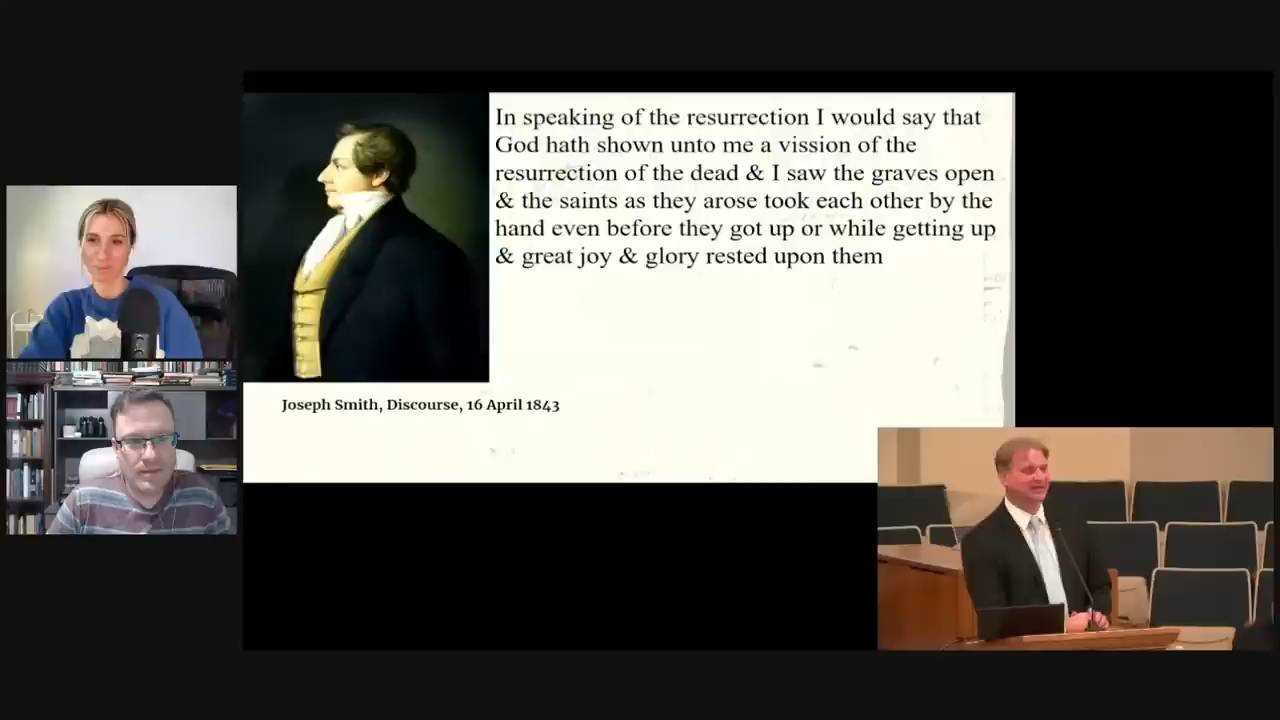 In speaking of the resurrection I would say that
God hath shown unto me a vission of the
resurrection of the dead & I saw the graves open
& the saints as they arose took each other by the
hand even before they got up or while getting up
& great joy & glory rested upon them
Joseph Smith, Discourse, 16 April 1843